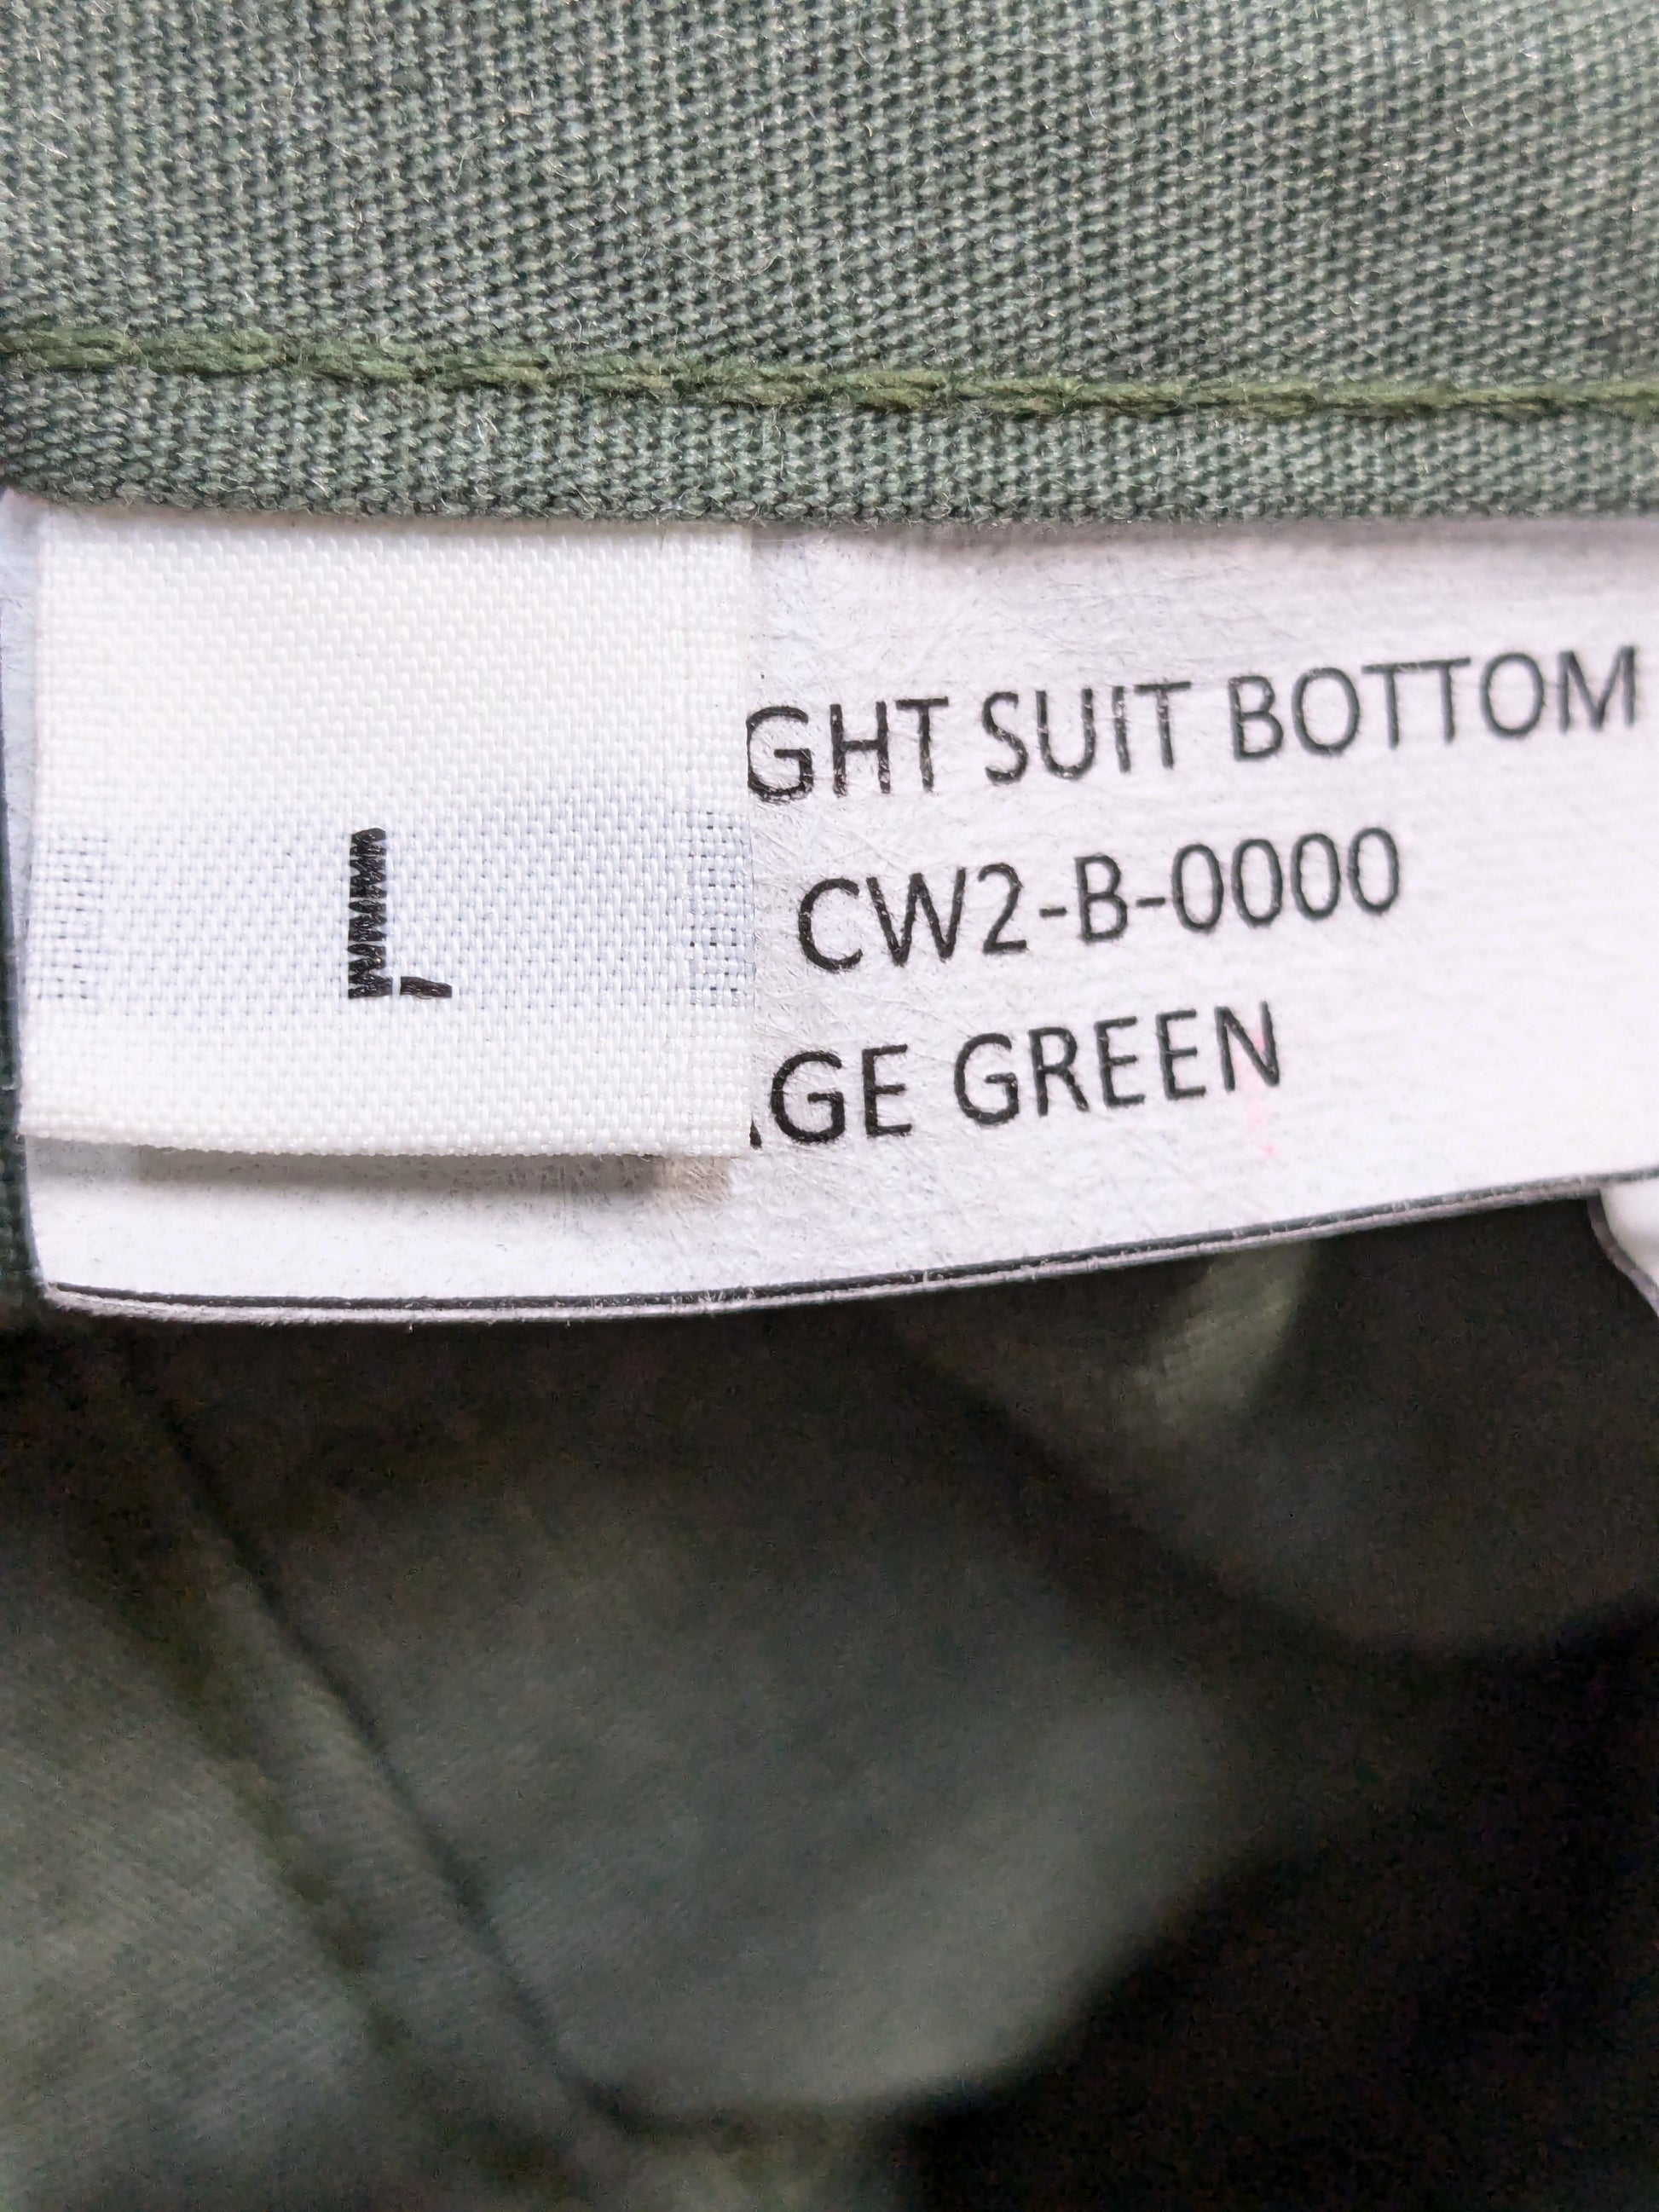 L
GHT SUIT BOTTOM
CW2-B-0000
GE GREEN